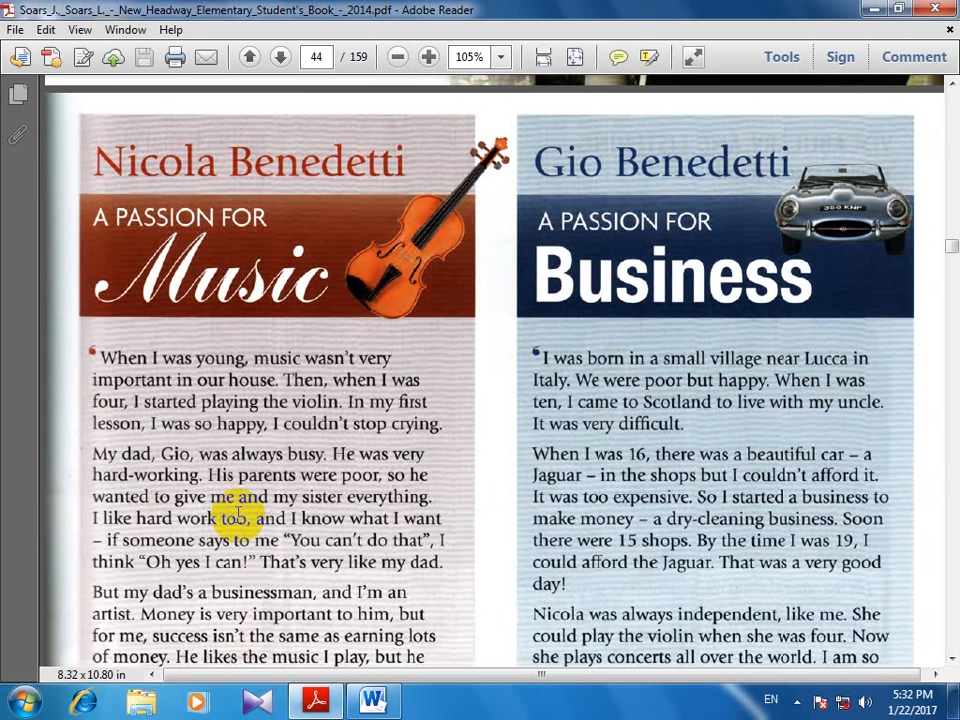 Soars_J.,_Soars_L._-_New_Headway_Elementary_Student's_Book_-_2014.pdf - Adobe Reader
File Edit View Window Help
44 / 159 105% Tools Sign Comment
Nicola Benedetti
A PASSION FOR
Music
'When I was young, music wasn't very
important in our house. Then, when I was
four, I started playing the violin. In my first
lesson, I was so happy, I couldn't stop crying.
My dad, Gio, was always busy. He was very
hard-working. His parents were poor, so he
wanted to give me and my sister everything.
I like hard work too, and I know what I want
– if someone says to me "You can't do that", I
think "Oh yes I can!" That's very like my dad.
But my dad's a businessman, and I'm an
artist. Money is very important to him, but
for me, success isn't the same as earning lots
of money. He likes the music I play, but he
Gio Benedetti
A PASSION FOR
Business
'I was born in a small village near Lucca in
Italy. We were poor but happy. When I was
ten, I came to Scotland to live with my uncle.
It was very difficult.
When I was 16, there was a beautiful car – a
Jaguar – in the shops but I couldn't afford it.
It was too expensive. So I started a business to
make money – a dry-cleaning business. Soon
there were 15 shops. By the time I was 19, I
could afford the Jaguar. That was a very good
day!
Nicola was always independent, like me. She
could play the violin when she was four. Now
she plays concerts all over the world. I am so
8.32 x 10.80 in
EN
5:32 PM
1/22/2017